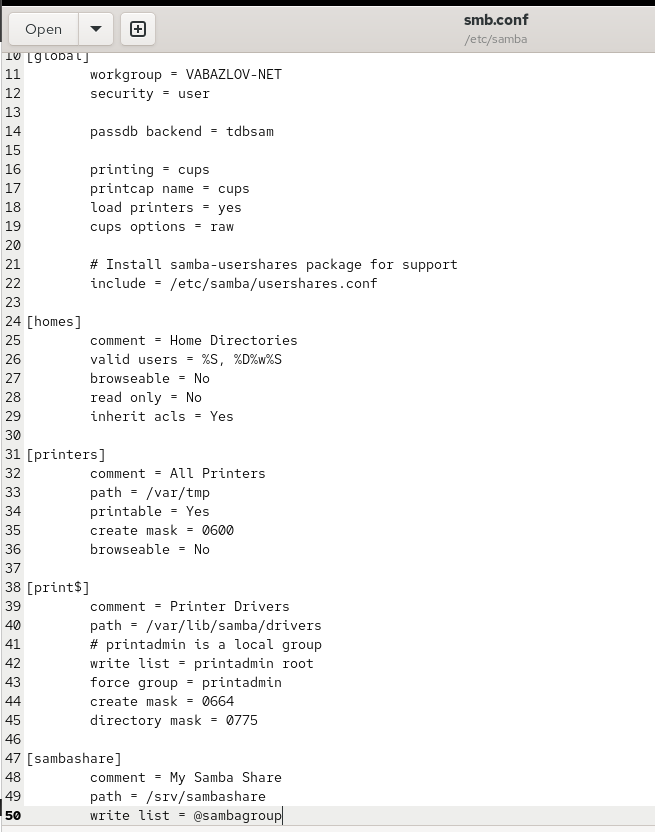 Open
smb.conf
/etc/samba
10 [global]
11         workgroup = VABAZLOV-NET
12         security = user
13
14         passdb backend = tdbsam
15
16         printing = cups
17         printcap name = cups
18         load printers = yes
19         cups options = raw
20
21         # Install samba-usershares package for support
22         include = /etc/samba/usershares.conf
23
24 [homes]
25         comment = Home Directories
26         valid users = %S, %D%w%S
27         browseable = No
28         read only = No
29         inherit acls = Yes
30
31 [printers]
32         comment = All Printers
33         path = /var/tmp
34         printable = Yes
35         create mask = 0600
36         browseable = No
37
38 [print$]
39         comment = Printer Drivers
40         path = /var/lib/samba/drivers
41         # printadmin is a local group
42         write list = printadmin root
43         force group = printadmin
44         create mask = 0664
45         directory mask = 0775
46
47 [sambashare]
48         comment = My Samba Share
49         path = /srv/sambashare
50         write list = @sambagroup